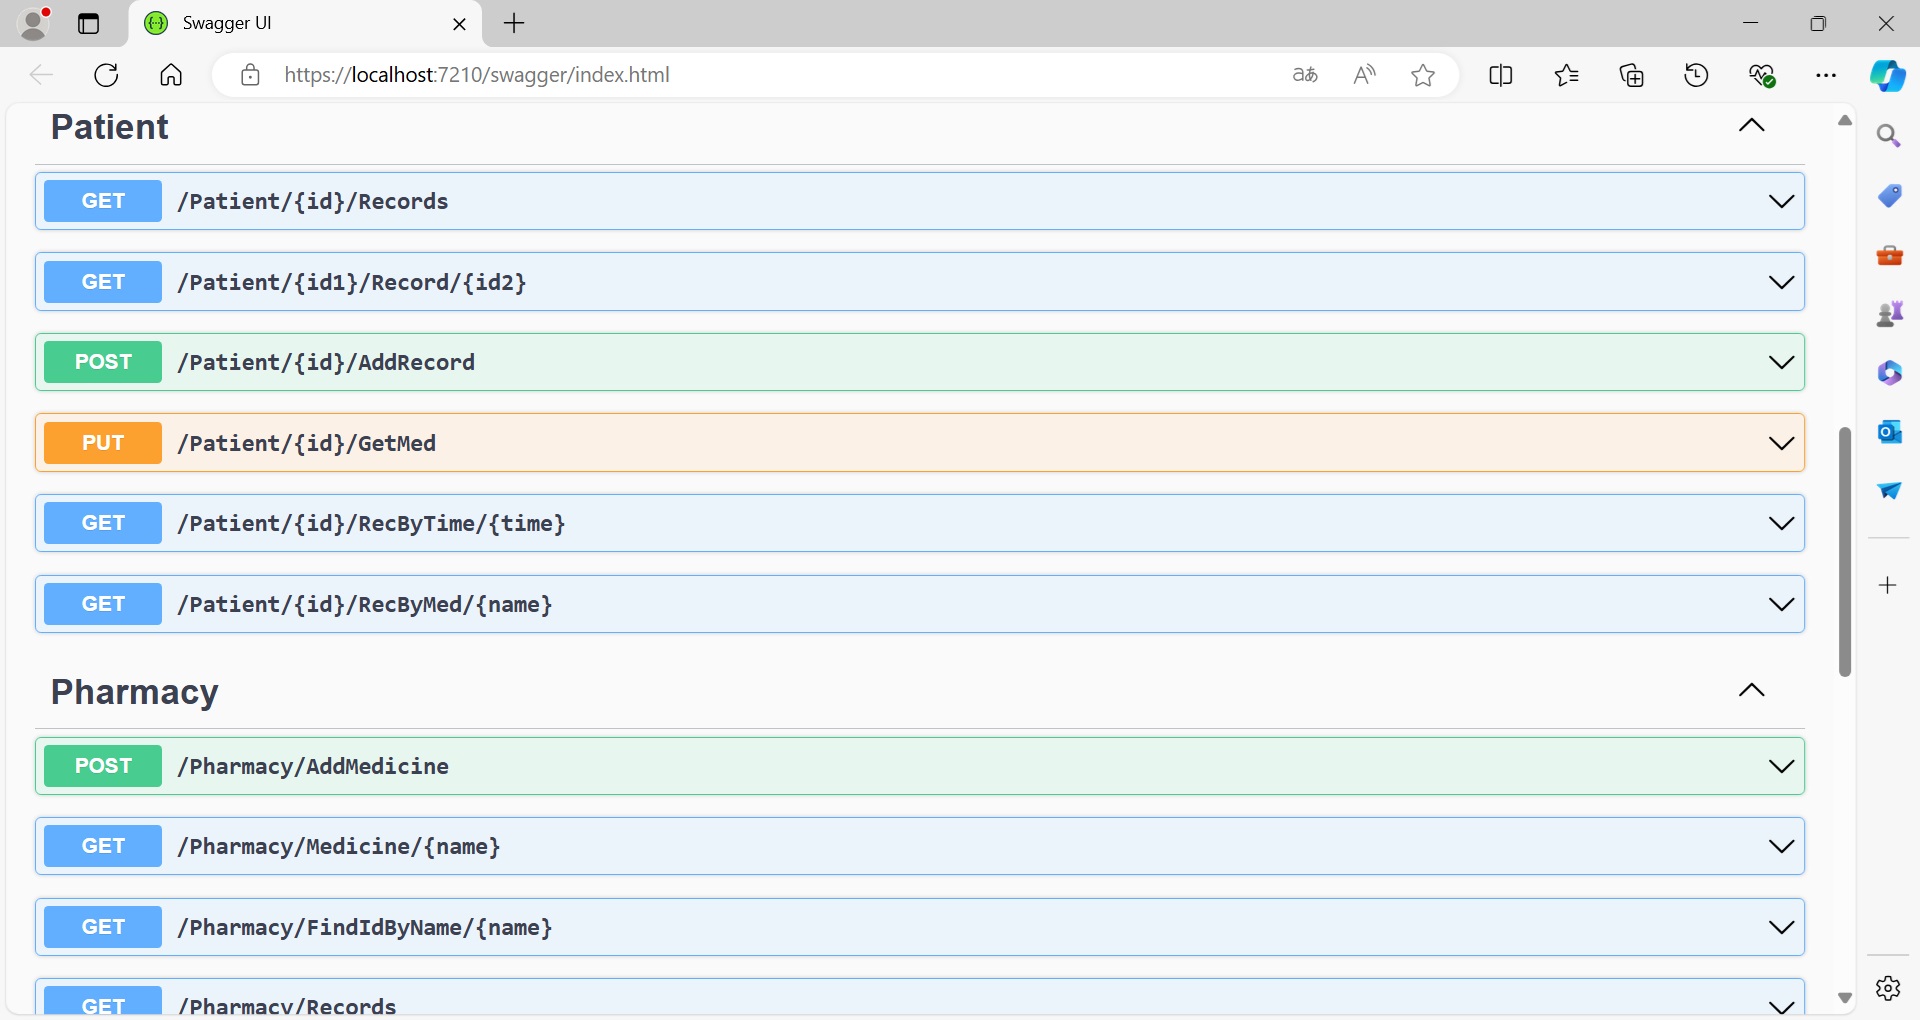 Swagger UI
https://localhost:7210/swagger/index.html
Patient
GET /Patient/{id}/Records
GET /Patient/{id1}/Record/{id2}
POST /Patient/{id}/AddRecord
PUT /Patient/{id}/GetMed
GET /Patient/{id}/RecByTime/{time}
GET /Patient/{id}/RecByMed/{name}
Pharmacy
POST /Pharmacy/AddMedicine
GET /Pharmacy/Medicine/{name}
GET /Pharmacy/FindIdByName/{name}
GET /Pharmacy/Records